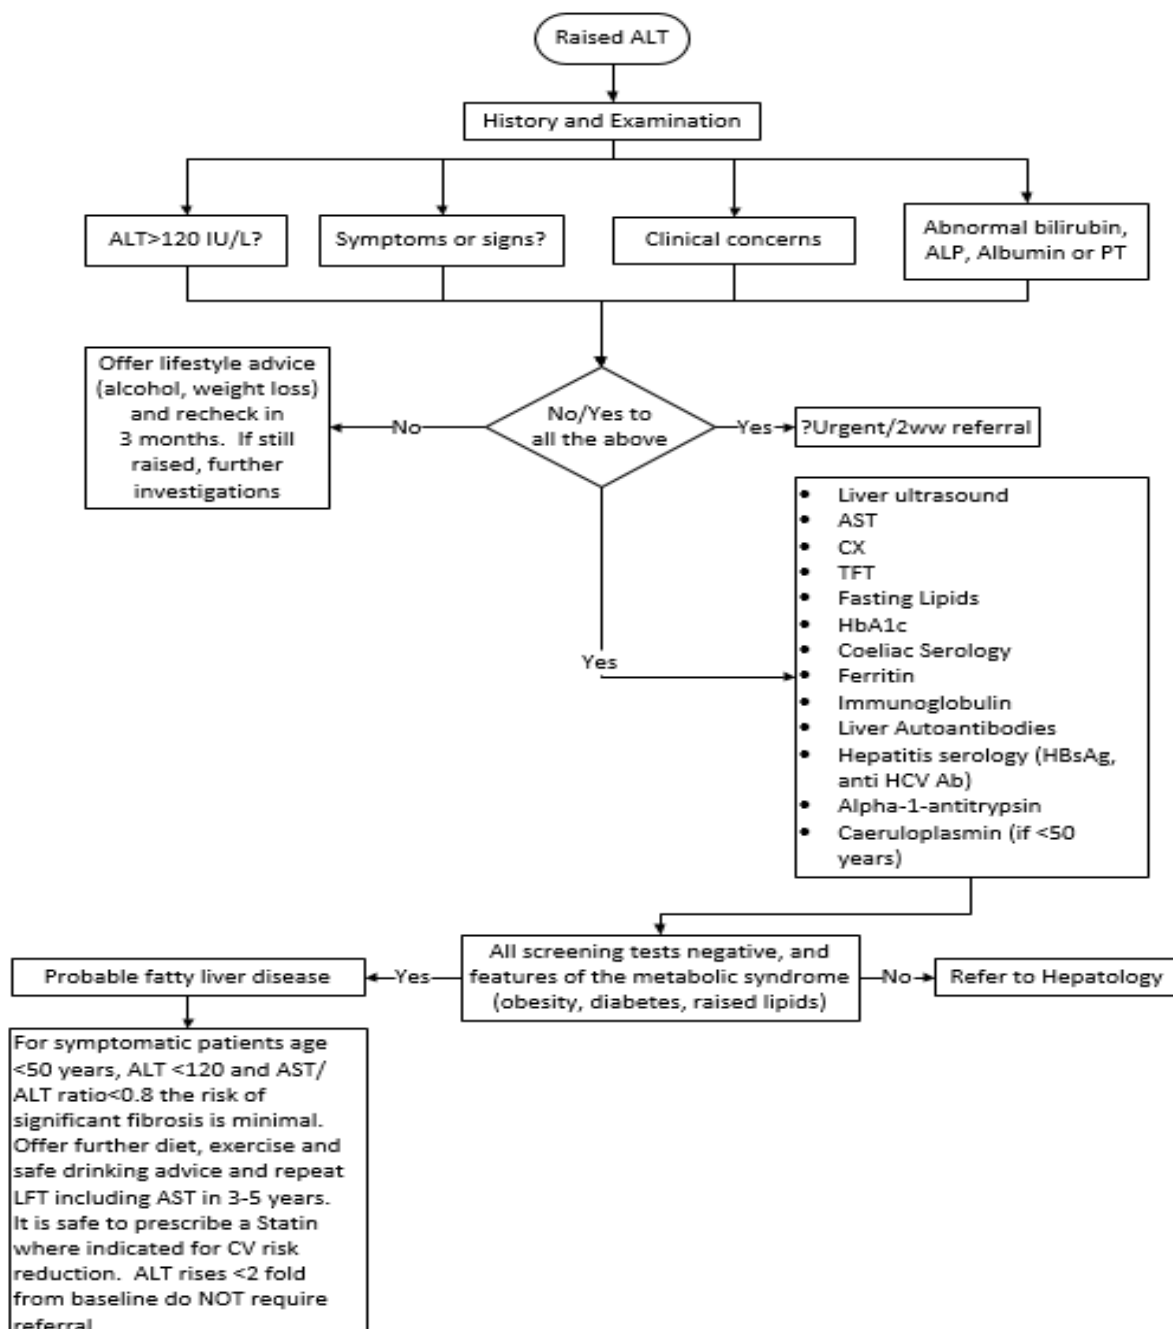 Raised ALT
History and Examination
ALT>120 IU/L?
Symptoms or signs?
Clinical concerns
Abnormal bilirubin,
ALP, Albumin or PT
Offer lifestyle advice
(alcohol, weight loss)
and recheck in
3 months.  If still
raised, further
investigations
No
No/Yes to
all the above
Yes
?Urgent/2ww referral
Yes
• Liver ultrasound
• AST
• CX
• TFT
• Fasting Lipids
• HbA1c
• Coeliac Serology
• Ferritin
• Immunoglobulin
• Liver Autoantibodies
• Hepatitis serology (HBsAg,
anti HCV Ab)
• Alpha-1-antitrypsin
• Caeruloplasmin (if <50
years)
Probable fatty liver disease
Yes
All screening tests negative, and
features of the metabolic syndrome
(obesity, diabetes, raised lipids)
No
Refer to Hepatology
For symptomatic patients age
<50 years, ALT <120 and AST/
ALT ratio<0.8 the risk of
significant fibrosis is minimal.
Offer further diet, exercise and
safe drinking advice and repeat
LFT including AST in 3-5 years.
It is safe to prescribe a Statin
where indicated for CV risk
reduction.  ALT rises <2 fold
from baseline do NOT require
referral